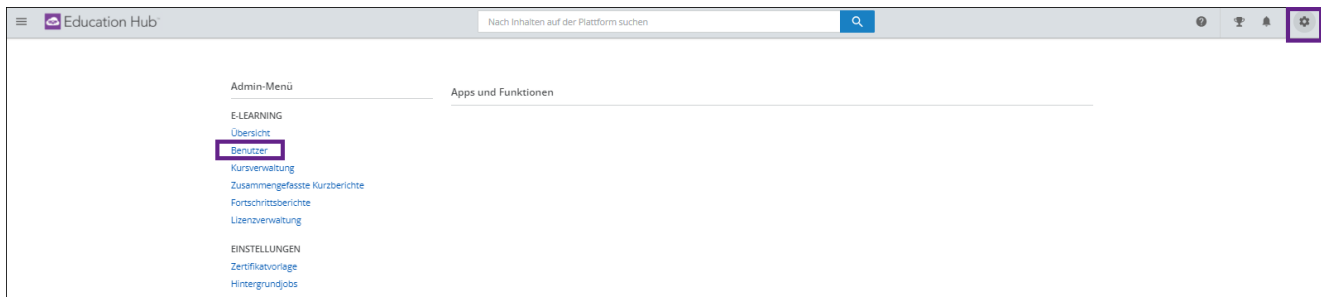 Education Hub
Nach Inhalten auf der Plattform suchen
Admin-Menü
Apps und Funktionen
E-LEARNING
Übersicht
Benutzer
Kursverwaltung
Zusammengefasste Kurzberichte
Fortschrittsberichte
Lizenzverwaltung
EINSTELLUNGEN
Zertifikatvorlage
Hintergrundjobs